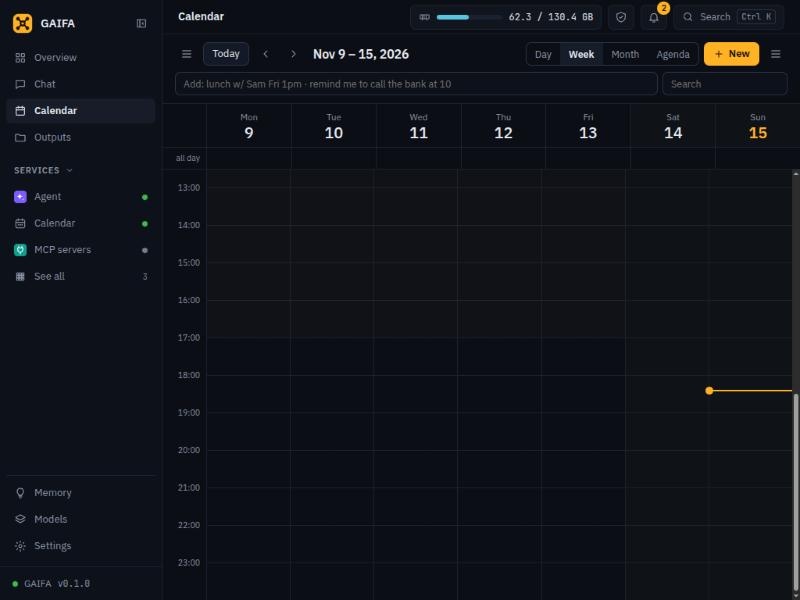 GAIFA
Overview
Chat
Calendar
Outputs
SERVICES
Agent
Calendar
MCP servers
See all 3
Memory
Models
Settings
GAIFA v0.1.0
Calendar
62.3 / 130.4 GB
2
Search Ctrl K
Today
Nov 9 – 15, 2026
Day Week Month Agenda
+ New
Add: lunch w/ Sam Fri 1pm · remind me to call the bank at 10
Search
Mon Tue Wed Thu Fri Sat Sun
9 10 11 12 13 14 15
all day
13:00
14:00
15:00
16:00
17:00
18:00
19:00
20:00
21:00
22:00
23:00